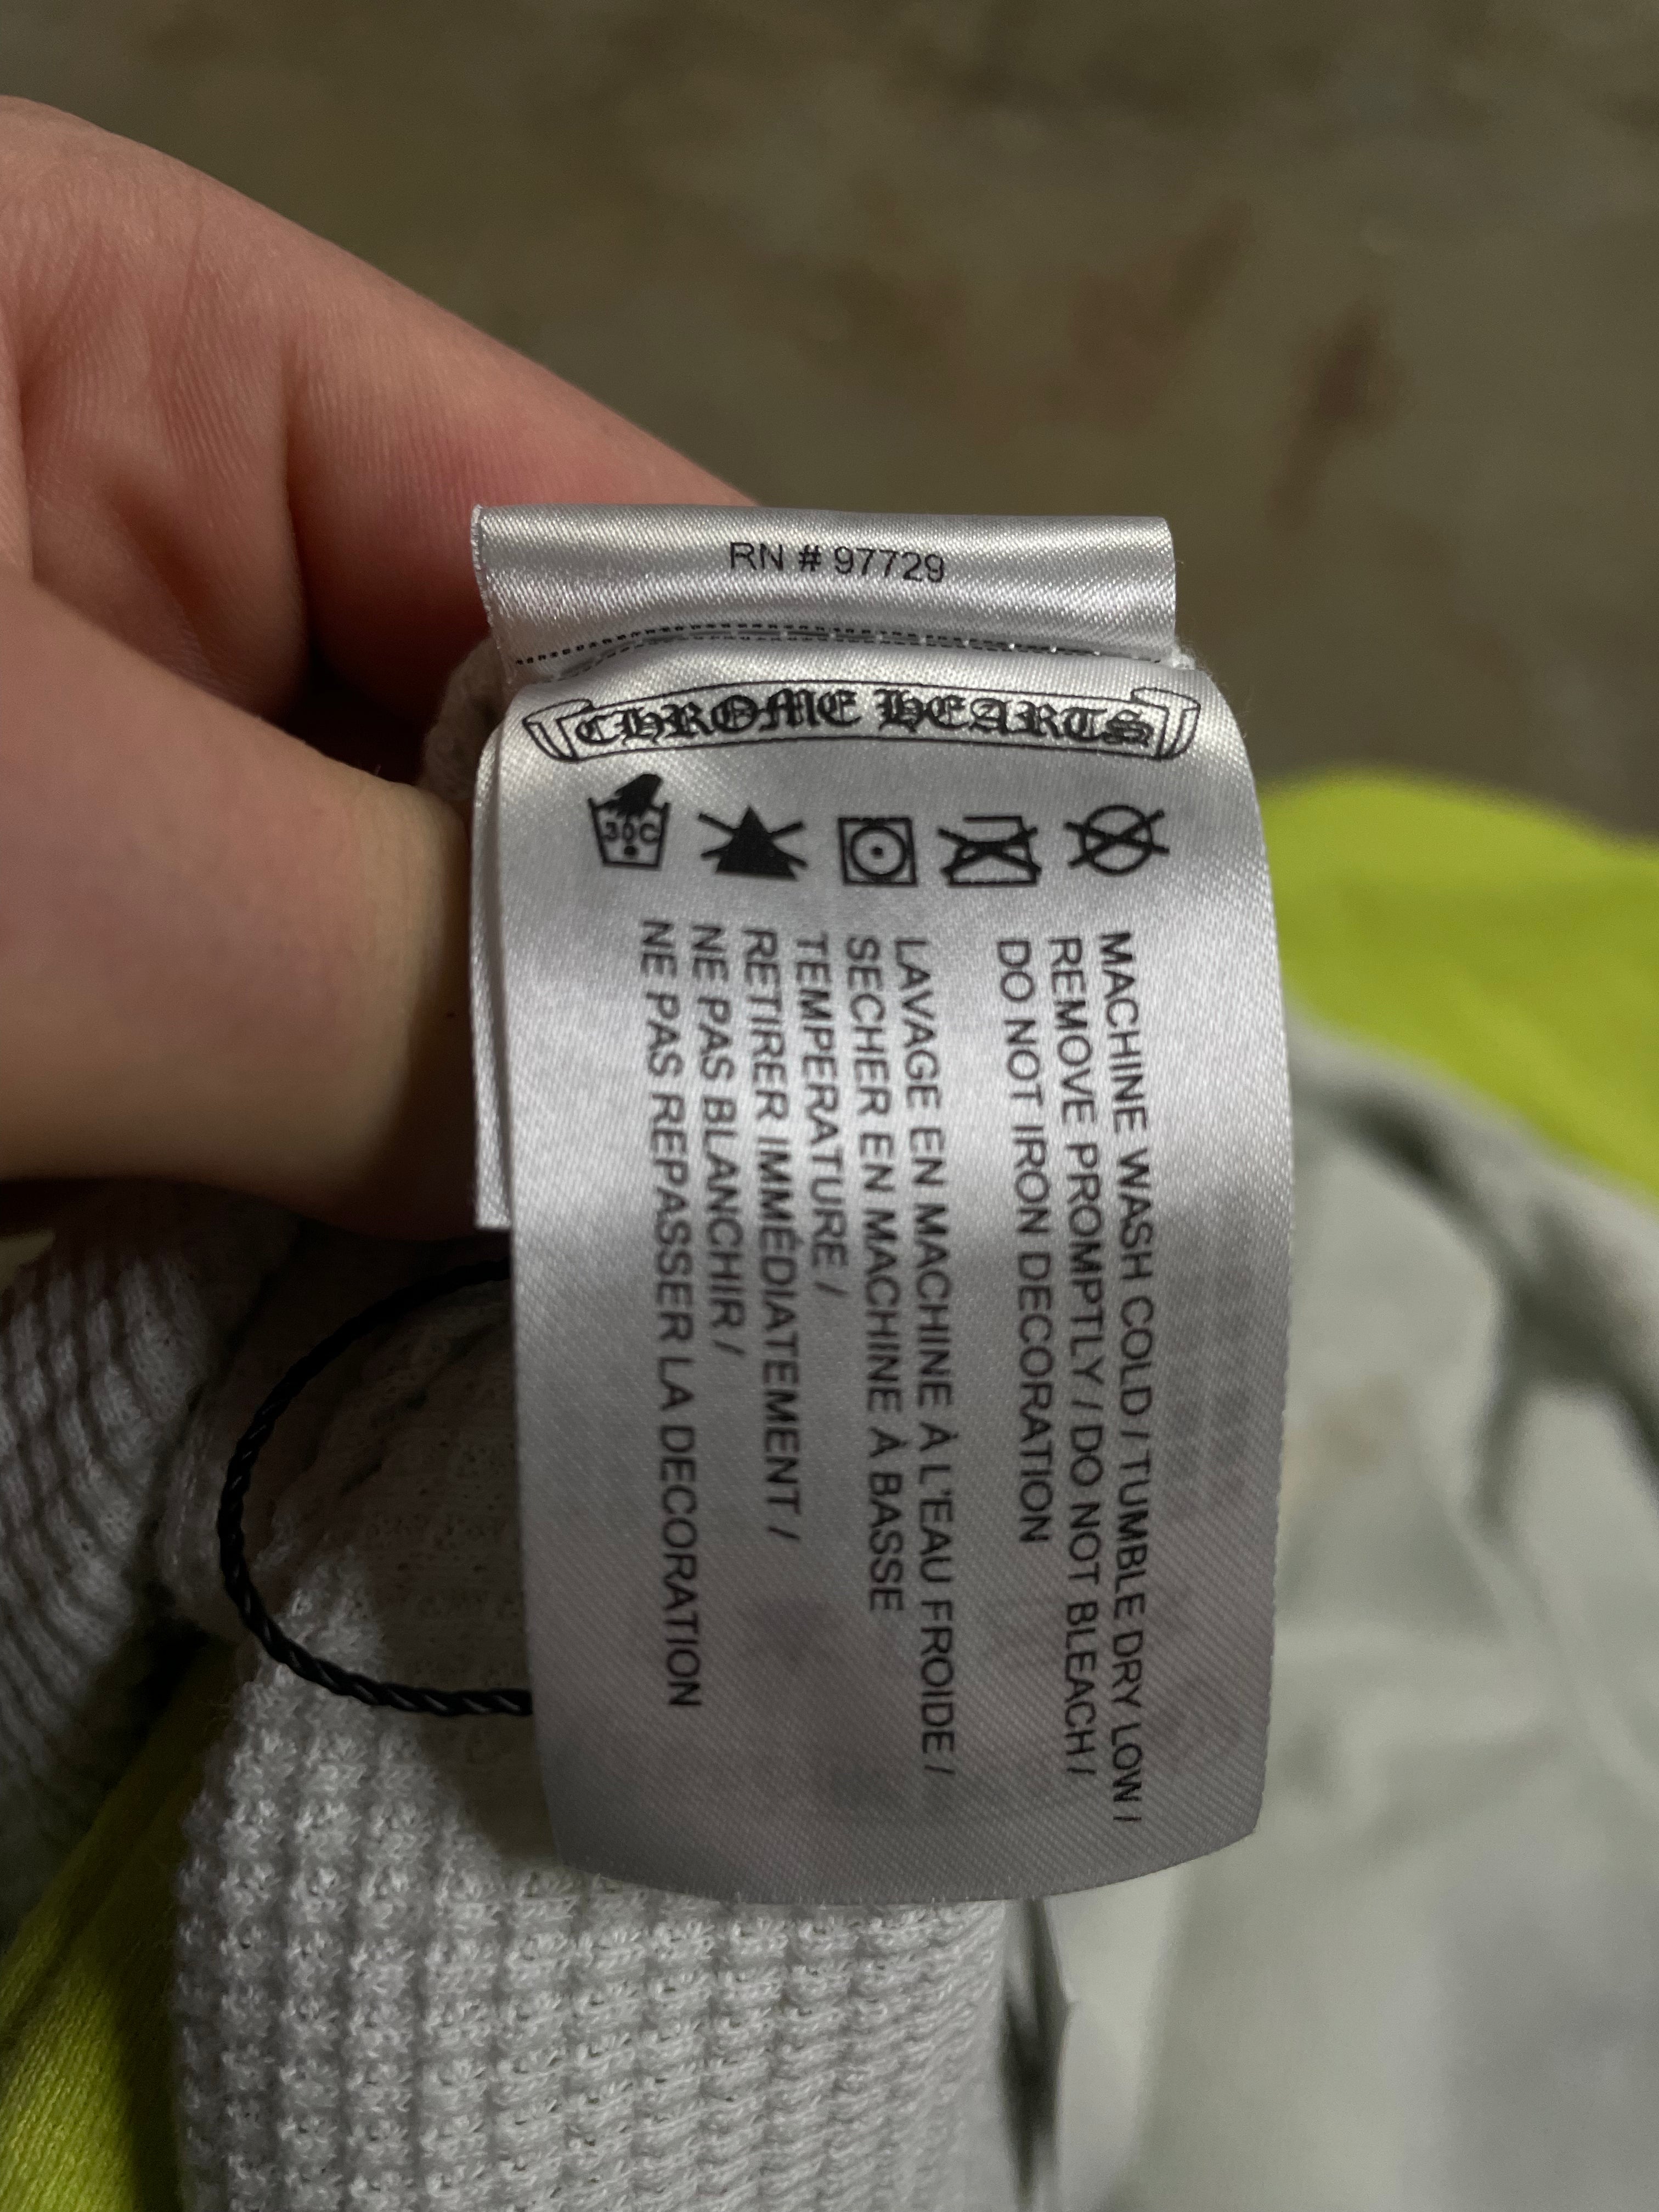 RN # 97729
CHROME HEARTS
30C
MACHINE WASH COLD / TUMBLE DRY LOW /
REMOVE PROMPTLY / DO NOT BLEACH /
DO NOT IRON DECORATION
LAVAGE EN MACHINE À L'EAU FROIDE /
SECHER EN MACHINE À BASSE
TEMPERATURE /
RETIRER IMMÉDIATEMENT /
NE PAS BLANCHIR /
NE PAS REPASSER LA DECORATION